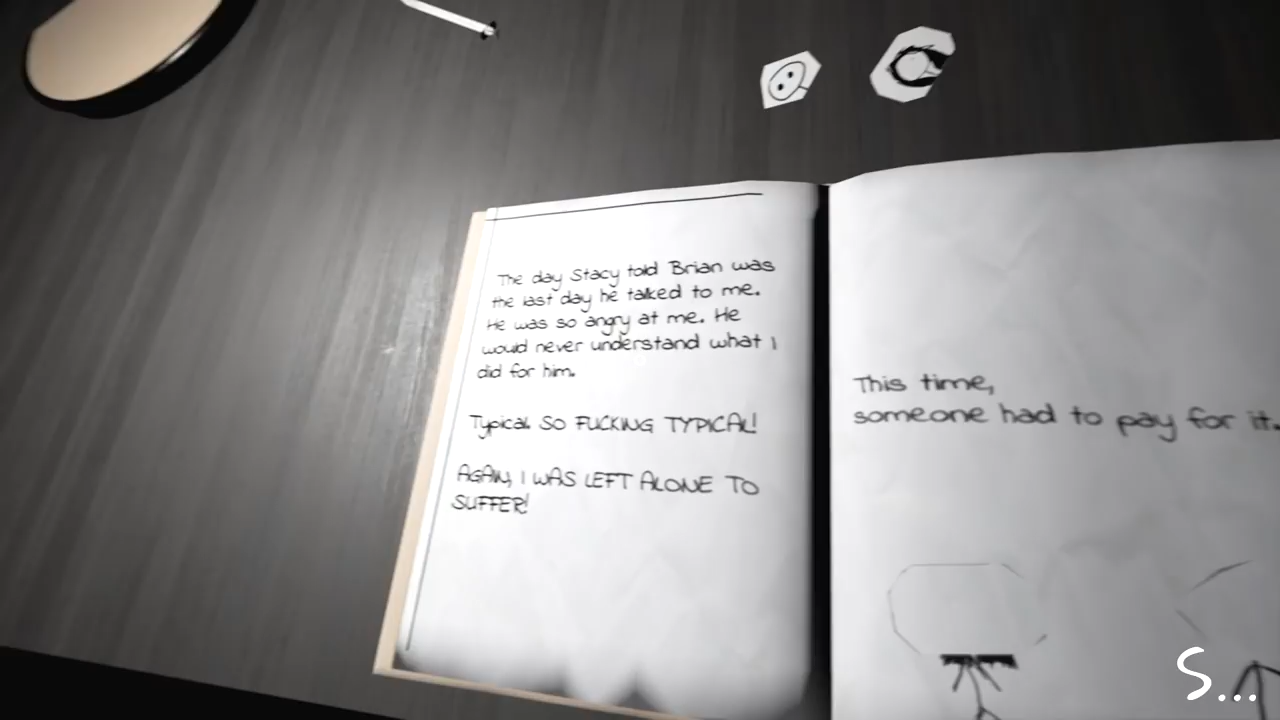 The day Stacy told Brian was
the last day he talked to me.
He was so angry at me. He
would never understand what I
did for him.
Typical. SO FUCKING TYPICAL!
AGAIN, I WAS LEFT ALONE TO
SUFFER!
This time,
someone had to pay for it.
S...